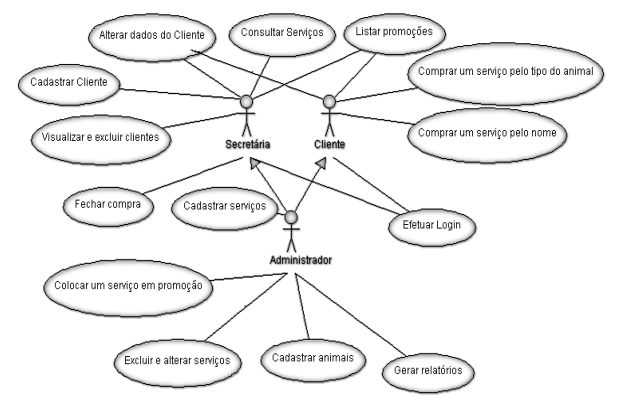 Alterar dados do Cliente
Consultar Serviços
Listar promoções
Cadastrar Cliente
Comprar um serviço pelo tipo do animal
Visualizar e excluir clientes
Comprar um serviço pelo nome
Secretária
Cliente
Fechar compra
Cadastrar serviços
Efetuar Login
Administrador
Colocar um serviço em promoção
Excluir e alterar serviços
Cadastrar animais
Gerar relatórios